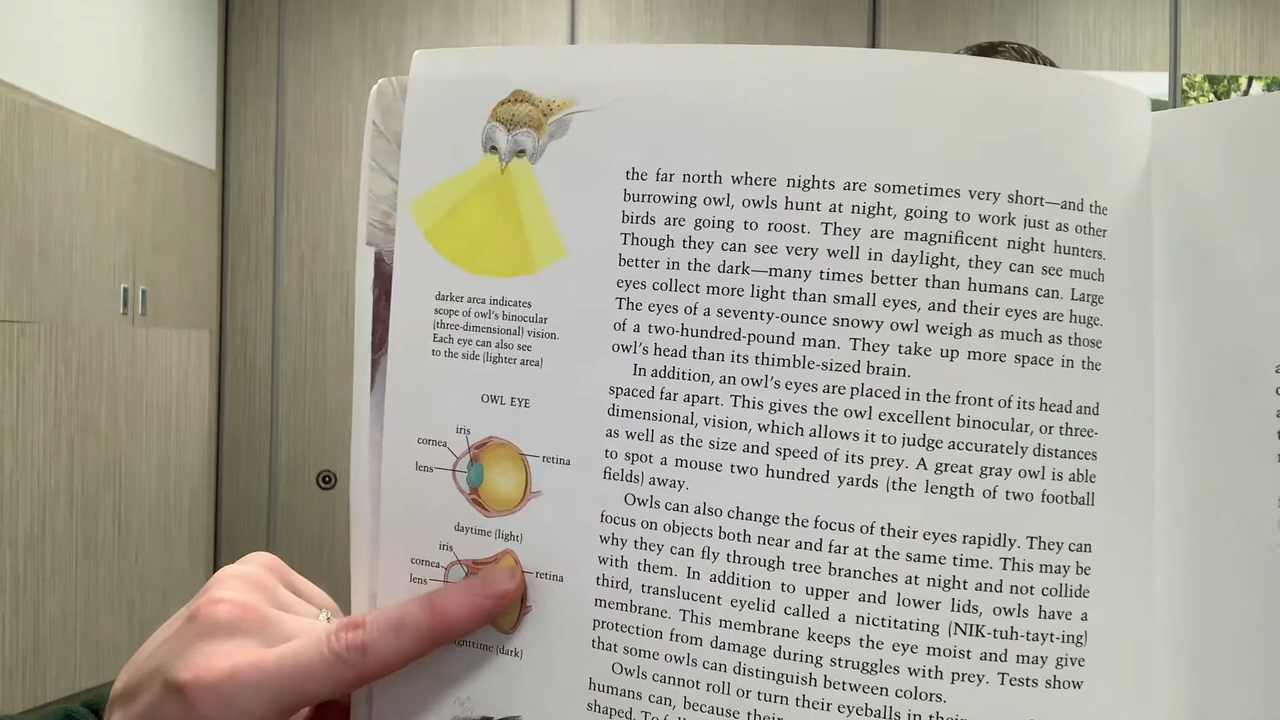 darker area indicates
scope of owl's binocular
(three-dimensional) vision.
Each eye can also see
to the side (lighter area)
OWL EYE
iris
cornea
lens
retina
daytime (light)
iris
cornea
lens
retina
(dark)
the far north where nights are sometimes very short—and the
burrowing owl, owls hunt at night, going to work just as other
birds are going to roost. They are magnificent night hunters.
Though they can see very well in daylight, they can see much
better in the dark—many times better than humans can. Large
eyes collect more light than small eyes, and their eyes are huge.
The eyes of a seventy-ounce snowy owl weigh as much as those
of a two-hundred-pound man. They take up more space in the
owl's head than its thimble-sized brain.
In addition, an owl's eyes are placed in the front of its head and
spaced far apart. This gives the owl excellent binocular, or three-
dimensional, vision, which allows it to judge accurately distances
as well as the size and speed of its prey. A great gray owl is able
to spot a mouse two hundred yards (the length of two football
fields) away.
Owls can also change the focus of their eyes rapidly. They can
focus on objects both near and far at the same time. This may be
why they can fly through tree branches at night and not collide
with them. In addition to upper and lower lids, owls have a
third, translucent eyelid called a nictitating (NIK-tuh-tayt-ing)
membrane. This membrane keeps the eye moist and may give
protection from damage during struggles with prey. Tests show
that some owls can distinguish between colors.
Owls cannot roll or turn their eyeballs in their
humans can, because their
shaped. To